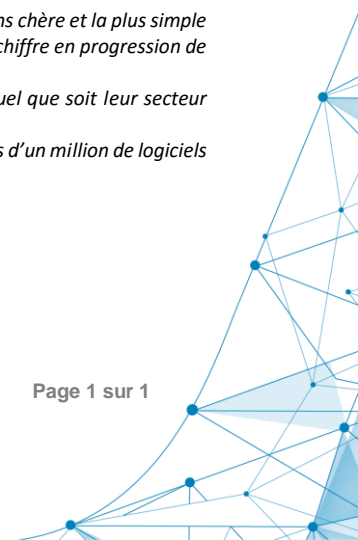 ns chère et la plus simple
chiffre en progression de
uel que soit leur secteur
s d’un million de logiciels
Page 1 sur 1